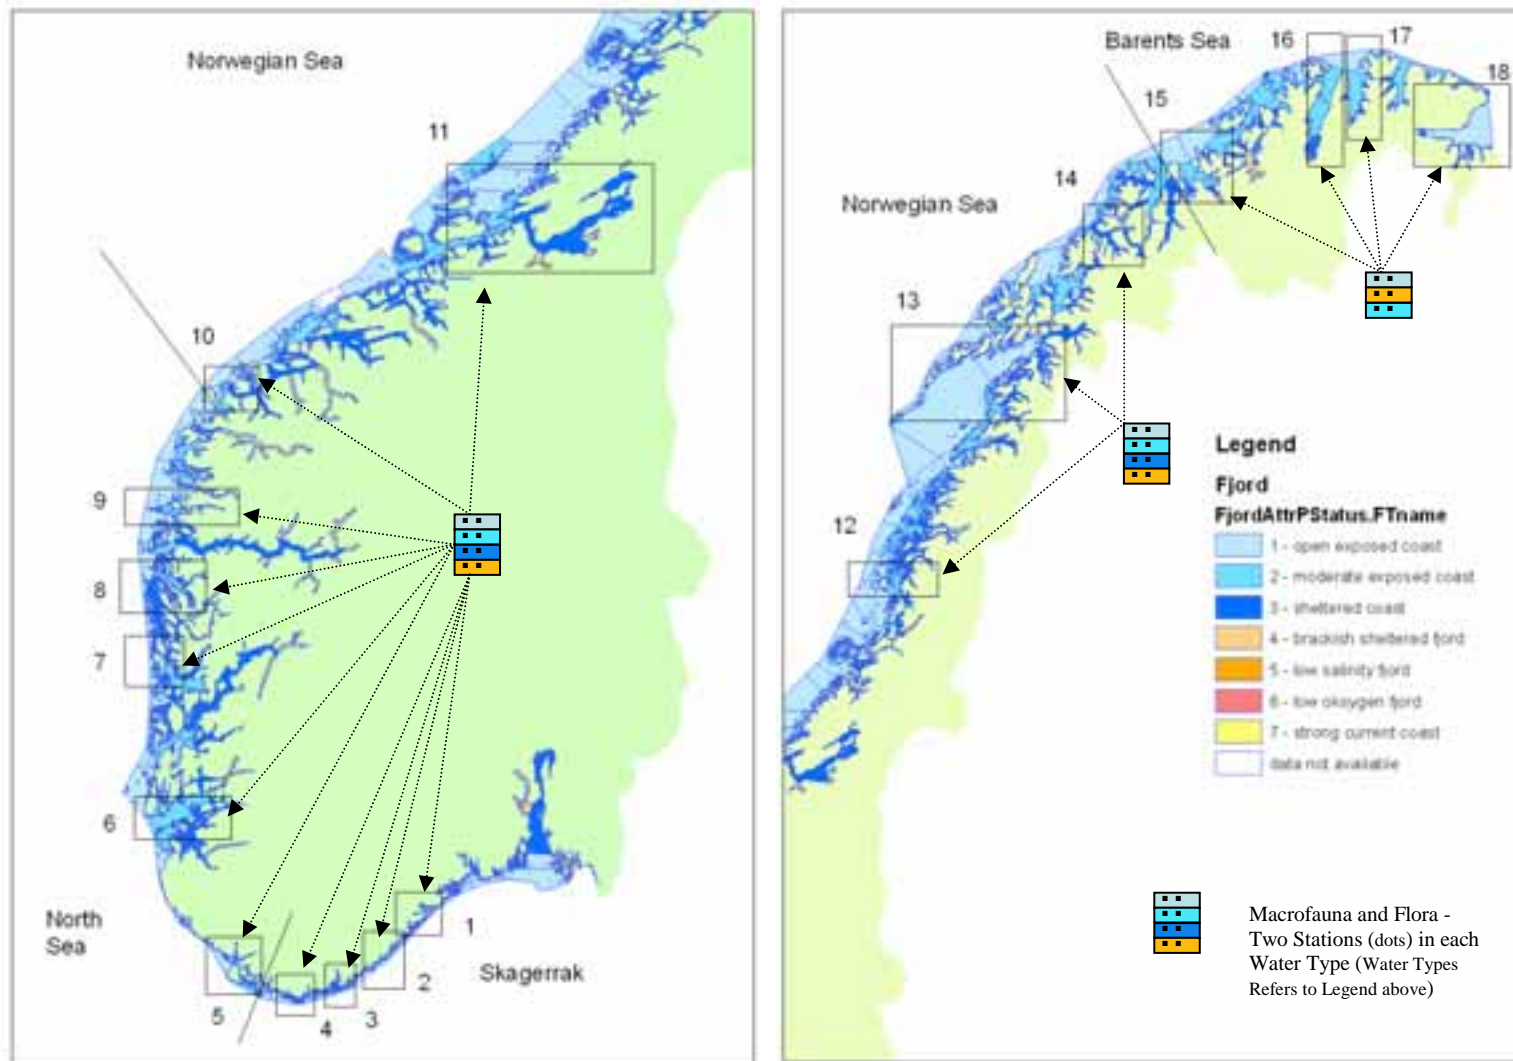 Norwegian Sea
11
10
9
8
7
6
North
Sea
5
4
3
2
1
Skagerrak
Barents Sea
16
17
18
15
14
Norwegian Sea
13
12
Legend
Fjord
FjordAttrPStatus.FTname
1 - open exposed coast
2 - moderate exposed coast
3 - sheltered coast
4 - brackish sheltered fjord
5 - low salinity fjord
6 - low oksygen fjord
7 - strong current coast
data not available
Macrofauna and Flora -
Two Stations (dots) in each
Water Type (Water Types
Refers to Legend above)